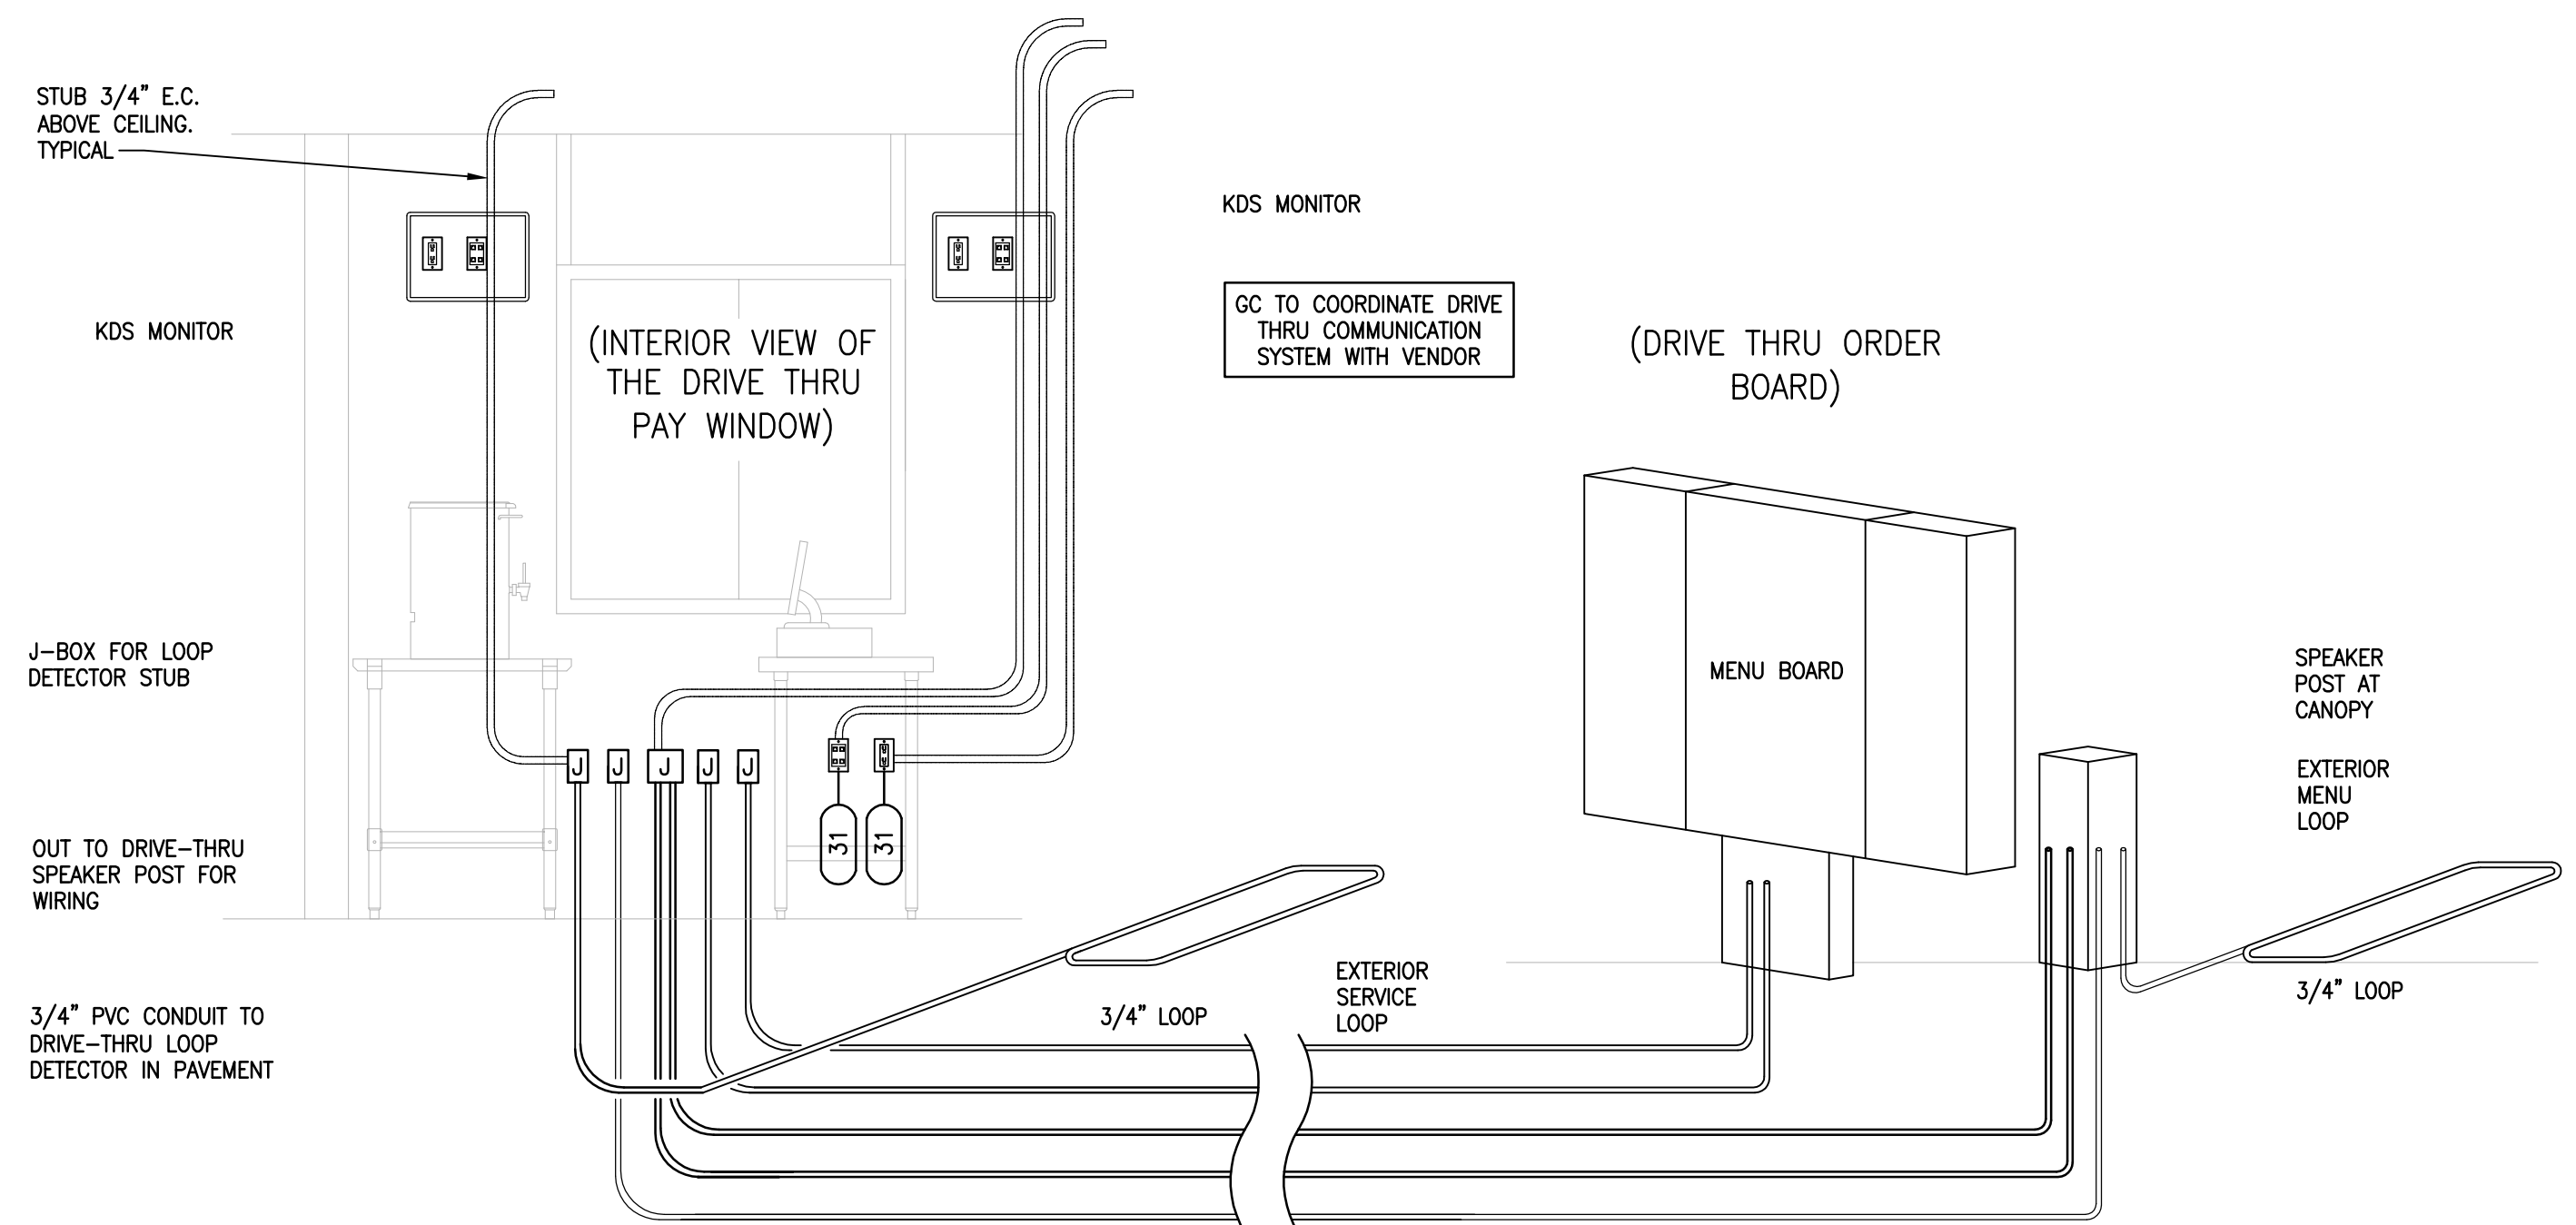 STUB 3/4" E.C.
ABOVE CEILING.
TYPICAL
KDS MONITOR
KDS MONITOR
GC TO COORDINATE DRIVE
THRU COMMUNICATION
SYSTEM WITH VENDOR
(INTERIOR VIEW OF
THE DRIVE THRU
PAY WINDOW)
(DRIVE THRU ORDER
BOARD)
J-BOX FOR LOOP
DETECTOR STUB
MENU BOARD
SPEAKER
POST AT
CANOPY
J
J
J
J
J
EXTERIOR
MENU
LOOP
31
31
OUT TO DRIVE-THRU
SPEAKER POST FOR
WIRING
3/4" PVC CONDUIT TO
DRIVE-THRU LOOP
DETECTOR IN PAVEMENT
3/4" LOOP
EXTERIOR
SERVICE
LOOP
3/4" LOOP